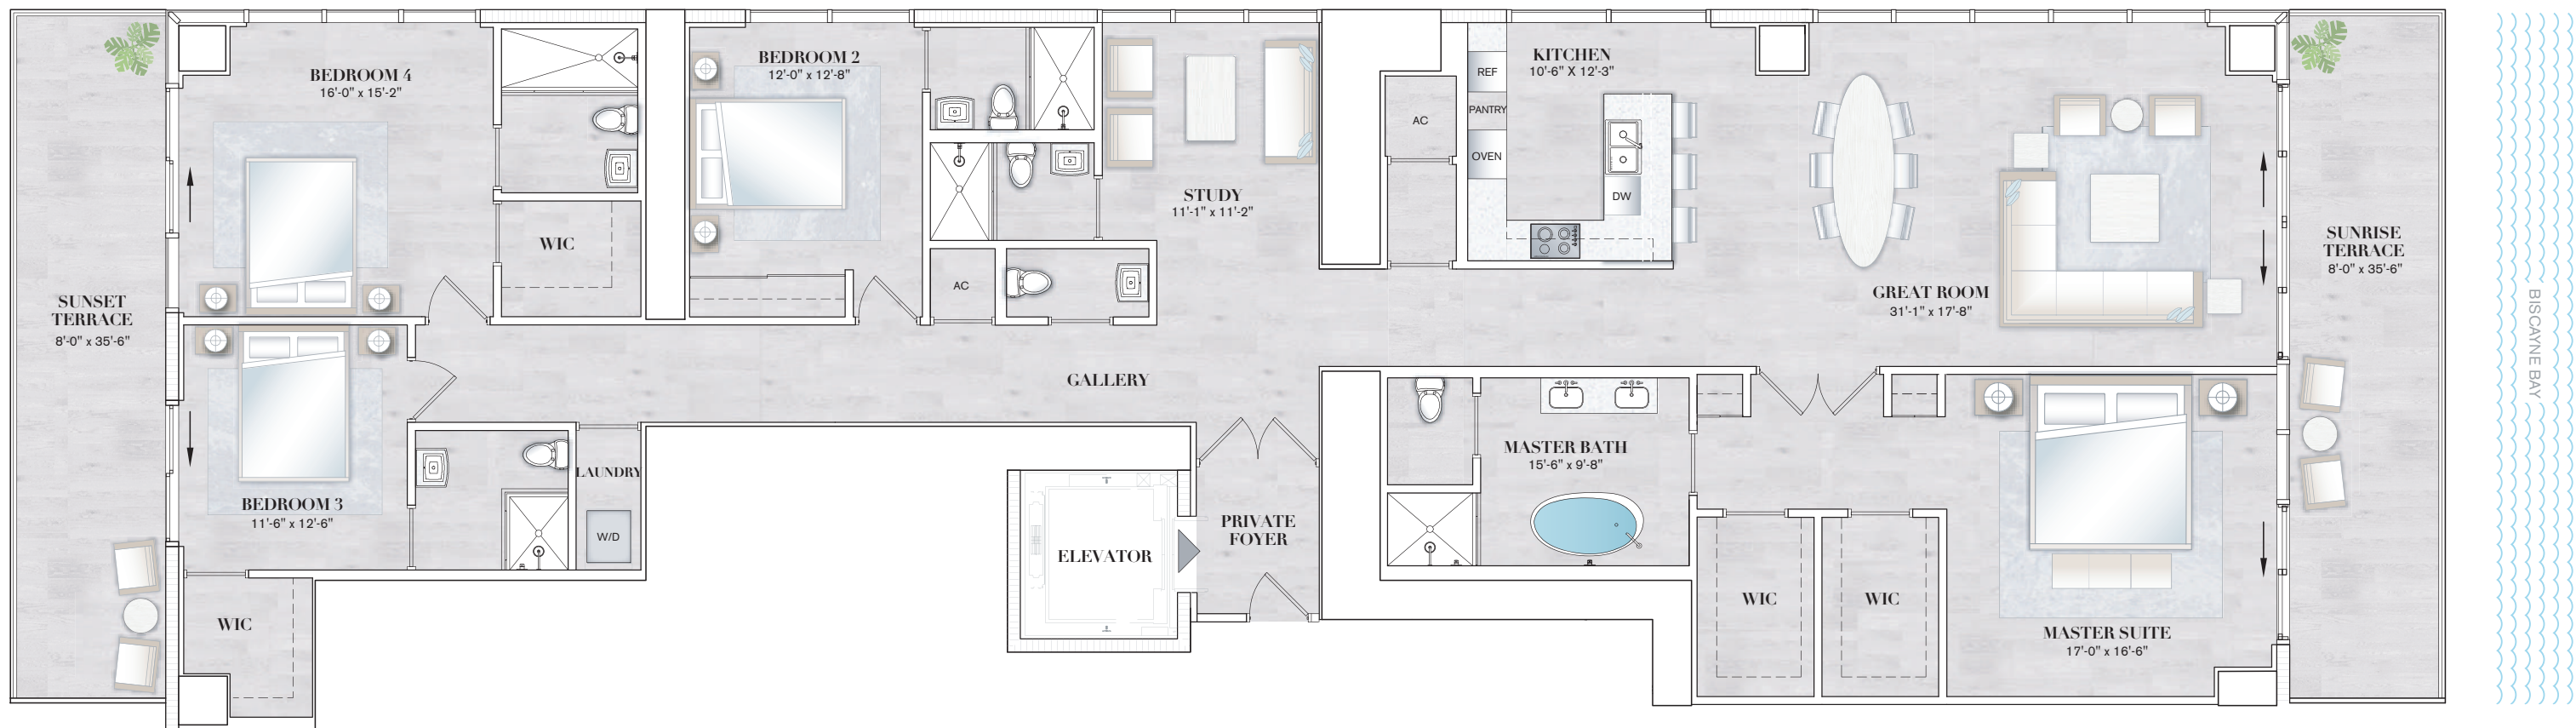 BEDROOM 4
16'-0" x 15'-2"
BEDROOM 2
12'-0" x 12'-8"
KITCHEN
10'-6" X 12'-3"
REF
PANTRY
OVEN
AC
DW
STUDY
11'-1" x 11'-2"
WIC
AC
SUNSET
TERRACE
8'-0" x 35'-6"
GREAT ROOM
31'-1" x 17'-8"
SUNRISE
TERRACE
8'-0" x 35'-6"
BISCAYNE BAY
GALLERY
BEDROOM 3
11'-6" x 12'-6"
LAUNDRY
W/D
ELEVATOR
PRIVATE
FOYER
MASTER BATH
15'-6" x 9'-8"
WIC
WIC
WIC
MASTER SUITE
17'-0" x 16'-6"